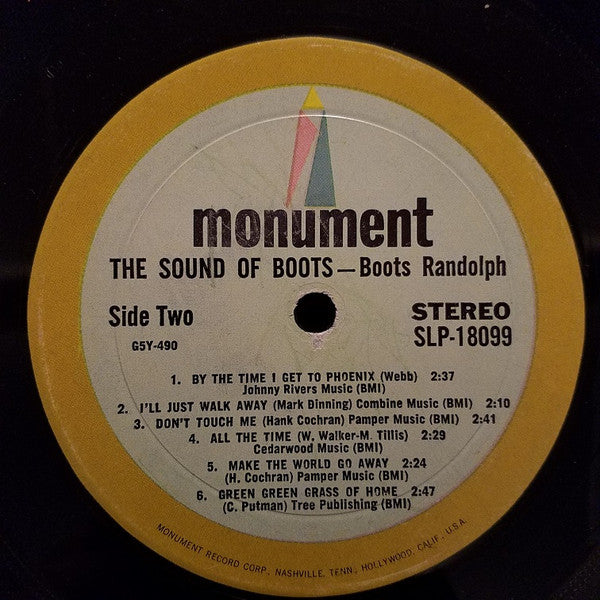 monument
THE SOUND OF BOOTS — Boots Randolph
Side Two
G5Y-490
STEREO
SLP-18099
1. BY THE TIME I GET TO PHOENIX (Webb) 2:37
Johnny Rivers Music (BMI)
2. I'LL JUST WALK AWAY (Mark Dinning) Combine Music (BMI) 2:10
3. DON'T TOUCH ME (Hank Cochran) Pamper Music (BMI) 2:41
4. ALL THE TIME (W. Walker-M. Tillis) 2:29
Cedarwood Music (BMI)
5. MAKE THE WORLD GO AWAY 2:24
(H. Cochran) Pamper Music (BMI)
6. GREEN GREEN GRASS OF HOME 2:47
(C. Putman) Tree Publishing (BMI)
MONUMENT RECORD CORP., NASHVILLE, TENN., HOLLYWOOD, CALIF., U.S.A.